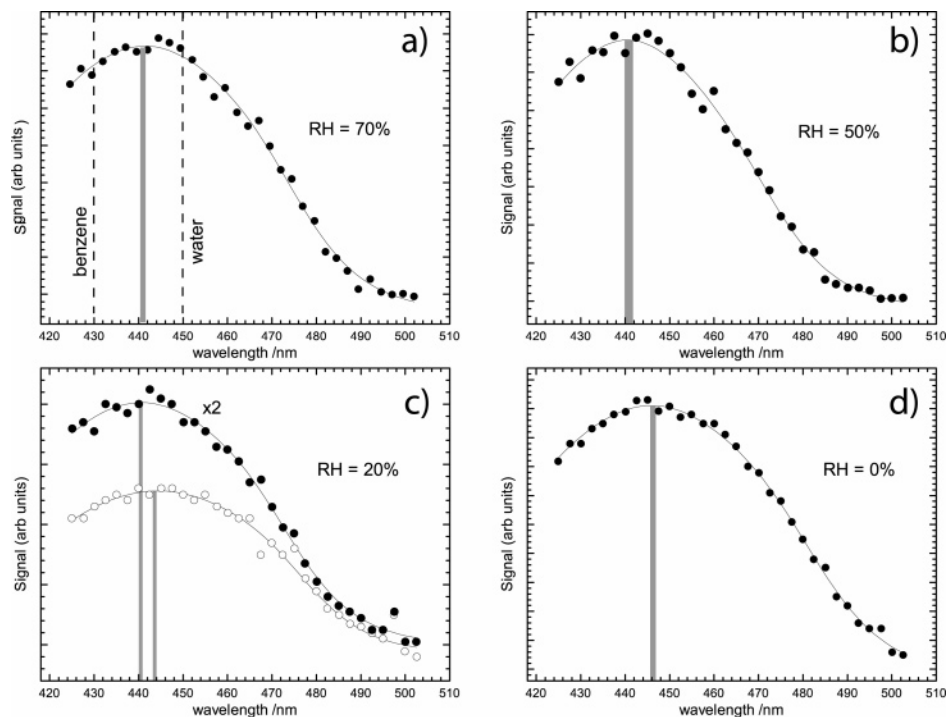 a)
RH = 70%
benzene
water
Sgnal (arb units)
420 430 440 450 460 470 480 490 500 510
wavelength /nm
b)
RH = 50%
Signal (arb units)
420 430 440 450 460 470 480 490 500 510
wavelength /nm
c)
x2
RH = 20%
Signal (arb units)
420 430 440 450 460 470 480 490 500 510
wavelength /nm
d)
RH = 0%
Signal (arb units)
420 430 440 450 460 470 480 490 500 510
wavelength /nm